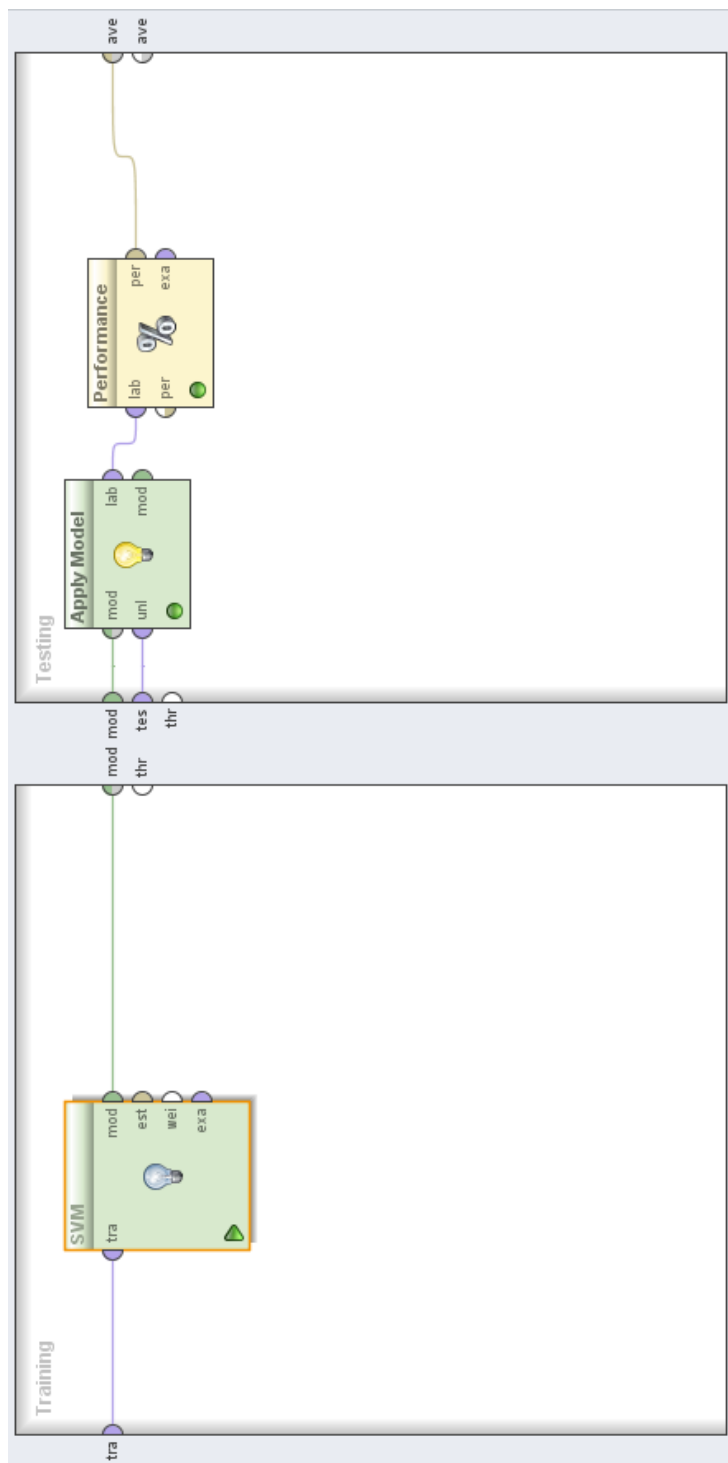 Training
tra
SVM
tra
mod
est
wei
exa
mod
thr
Testing
mod
tes
thr
Apply Model
mod
unl
lab
mod
Performance
lab
per
per
exa
ave
ave